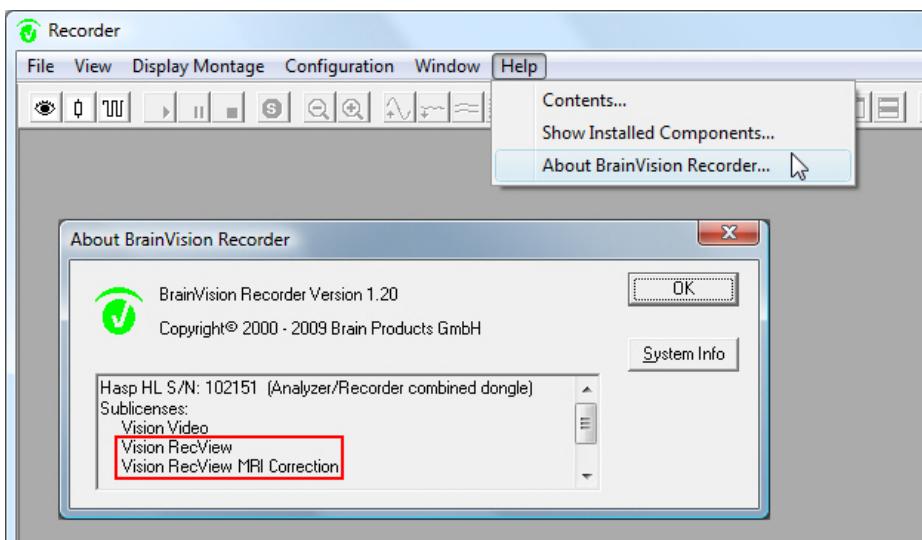 Recorder
File View Display Montage Configuration Window Help
Contents...
Show Installed Components...
About BrainVision Recorder...
S
About BrainVision Recorder
BrainVision Recorder Version 1.20
Copyright© 2000 - 2009 Brain Products GmbH
OK
System Info
Hasp HL S/N: 102151 (Analyzer/Recorder combined dongle)
Sublicenses:
Vision Video
Vision RecView
Vision RecView MRI Correction